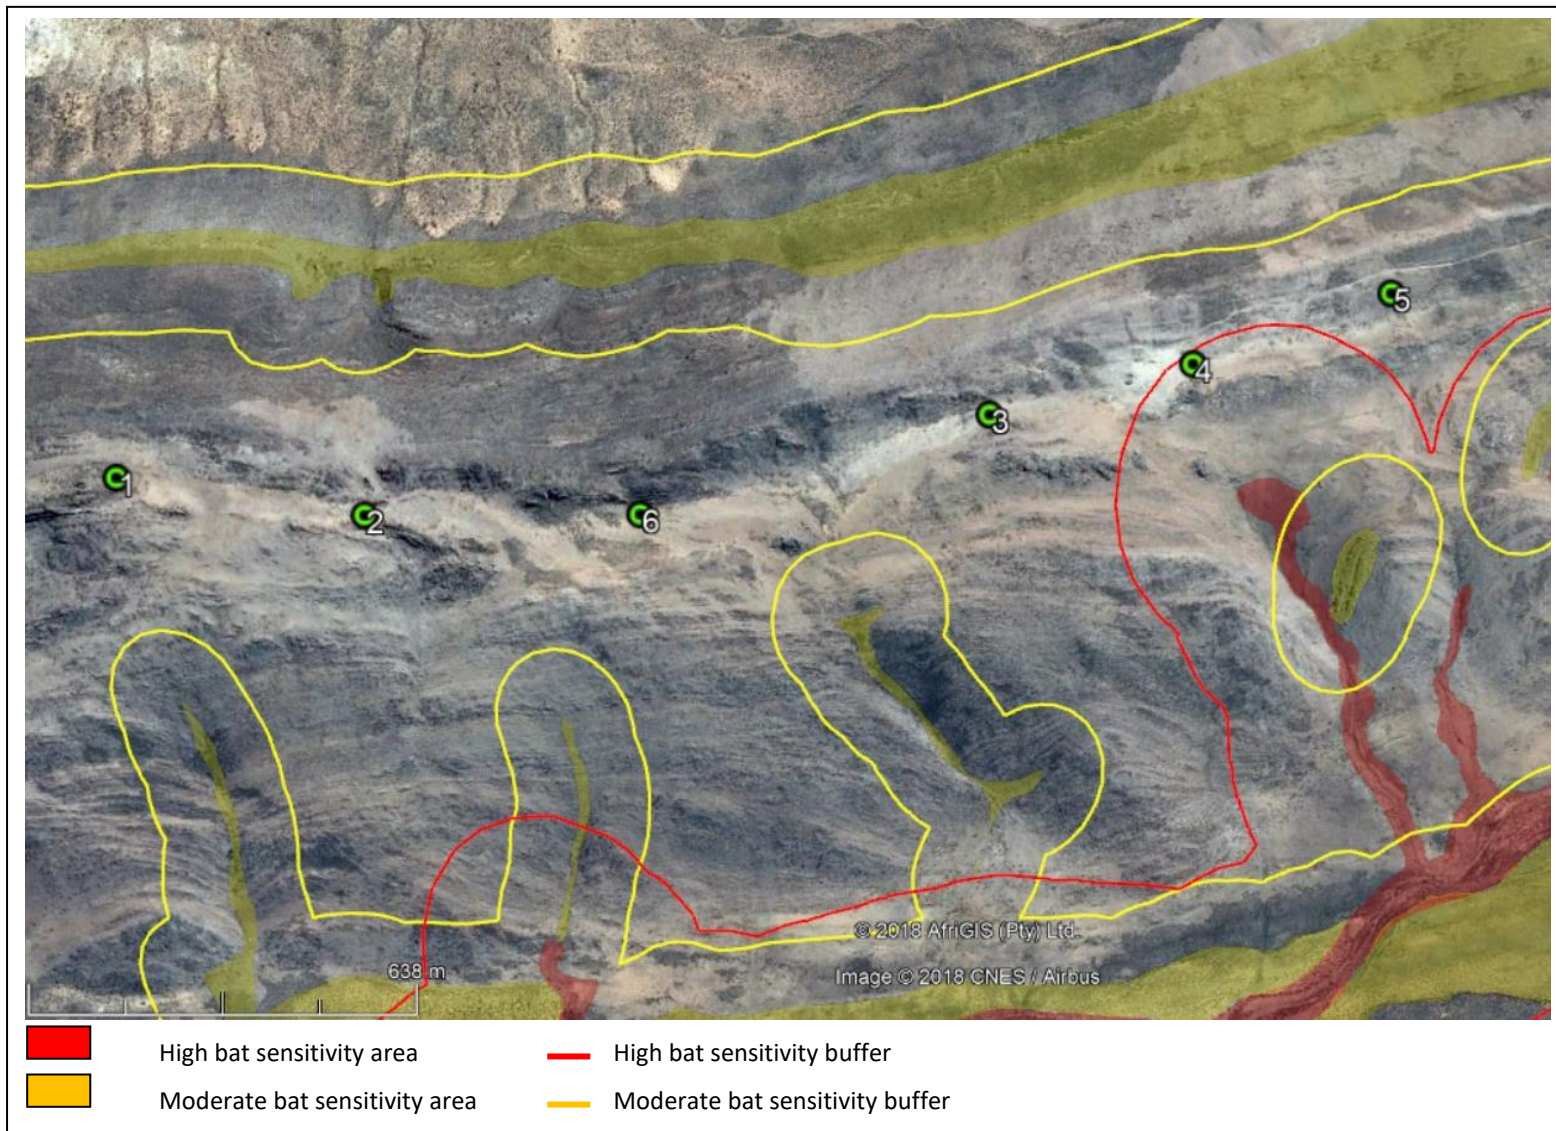 5
4
3
1
2
6
© 2018 AfriGIS (Pty) Ltd.
638 m
Image © 2018 CNES / Airbus
High bat sensitivity area
High bat sensitivity buffer
Moderate bat sensitivity area
Moderate bat sensitivity buffer